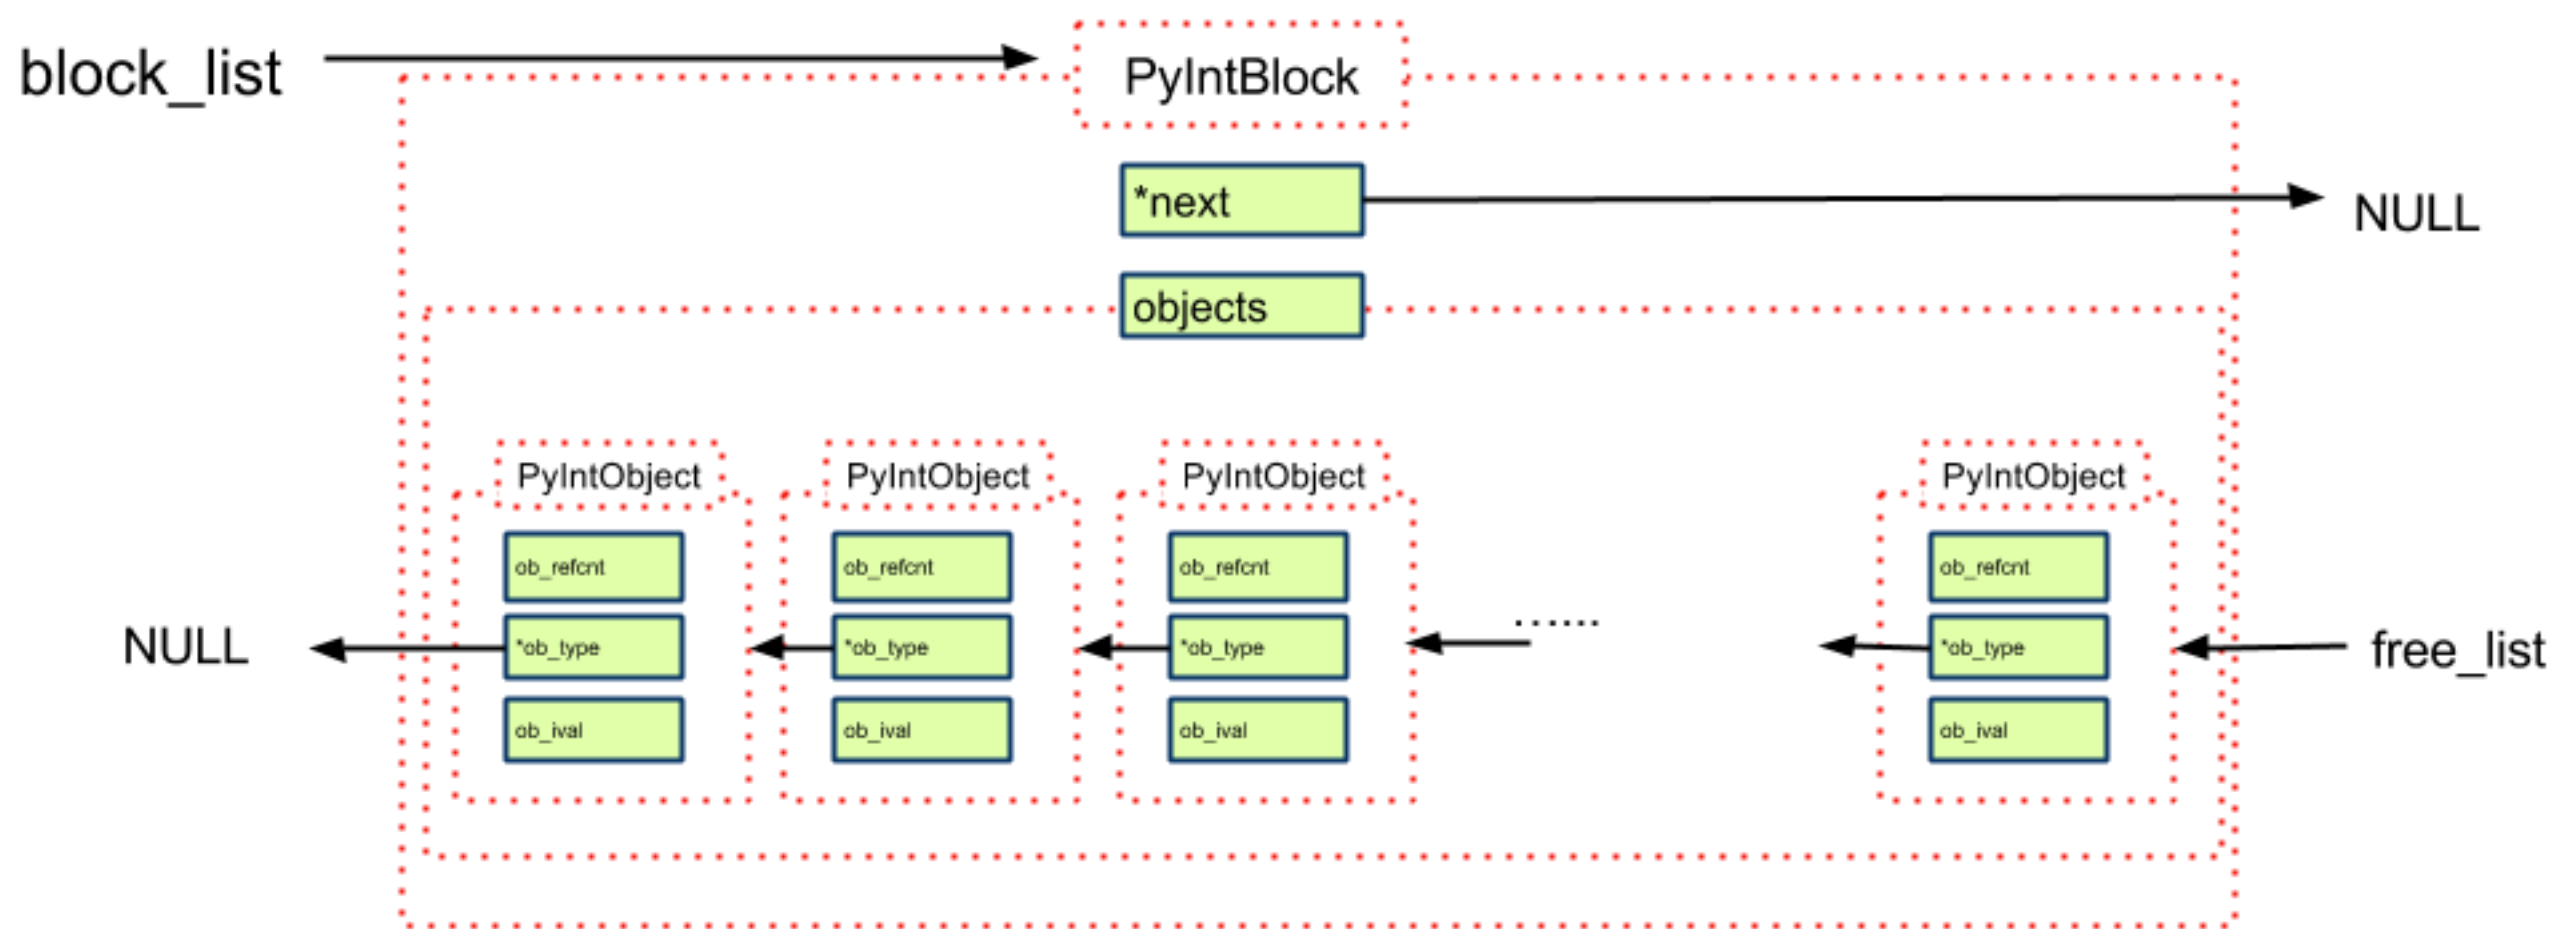 block_list
PyIntBlock
*next
NULL
objects
PyIntObject
PyIntObject
PyIntObject
PyIntObject
ob_refcnt
ob_refcnt
ob_refcnt
ob_refcnt
......
NULL
*ob_type
*ob_type
*ob_type
*ob_type
free_list
ob_ival
ob_ival
ob_ival
ob_ival